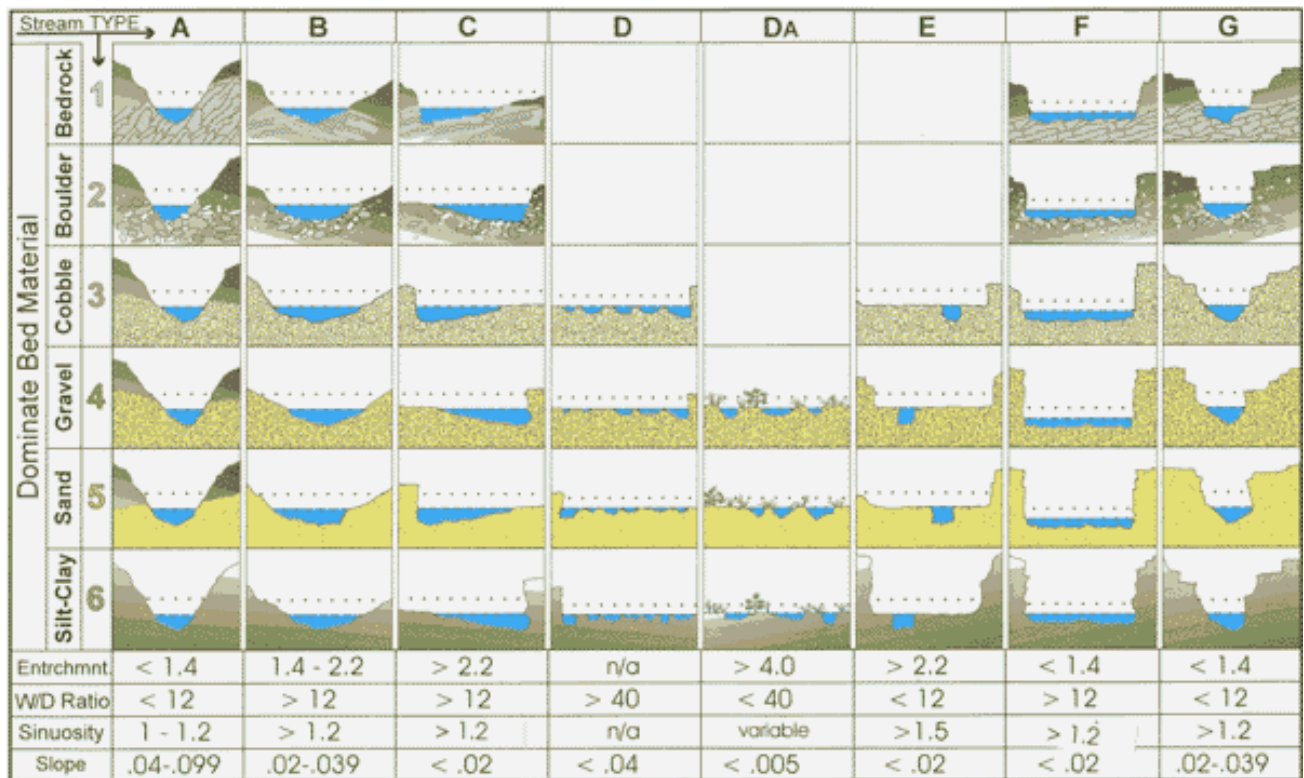 Stream TYPE A B C D DA E F G
Dominate Bed Material
Bedrock 1
Boulder 2
Cobble 3
Gravel 4
Sand 5
Silt-Clay 6
Entrchmnt. < 1.4 1.4 - 2.2 > 2.2 n/a > 4.0 > 2.2 < 1.4 < 1.4
W/D Ratio < 12 > 12 > 12 > 40 < 40 < 12 > 12 < 12
Sinuosity 1 - 1.2 > 1.2 > 1.2 n/a variable >1.5 >1.2 >1.2
Slope .04-.099 .02-.039 < .02 < .04 < .005 < .02 < .02 .02-.039